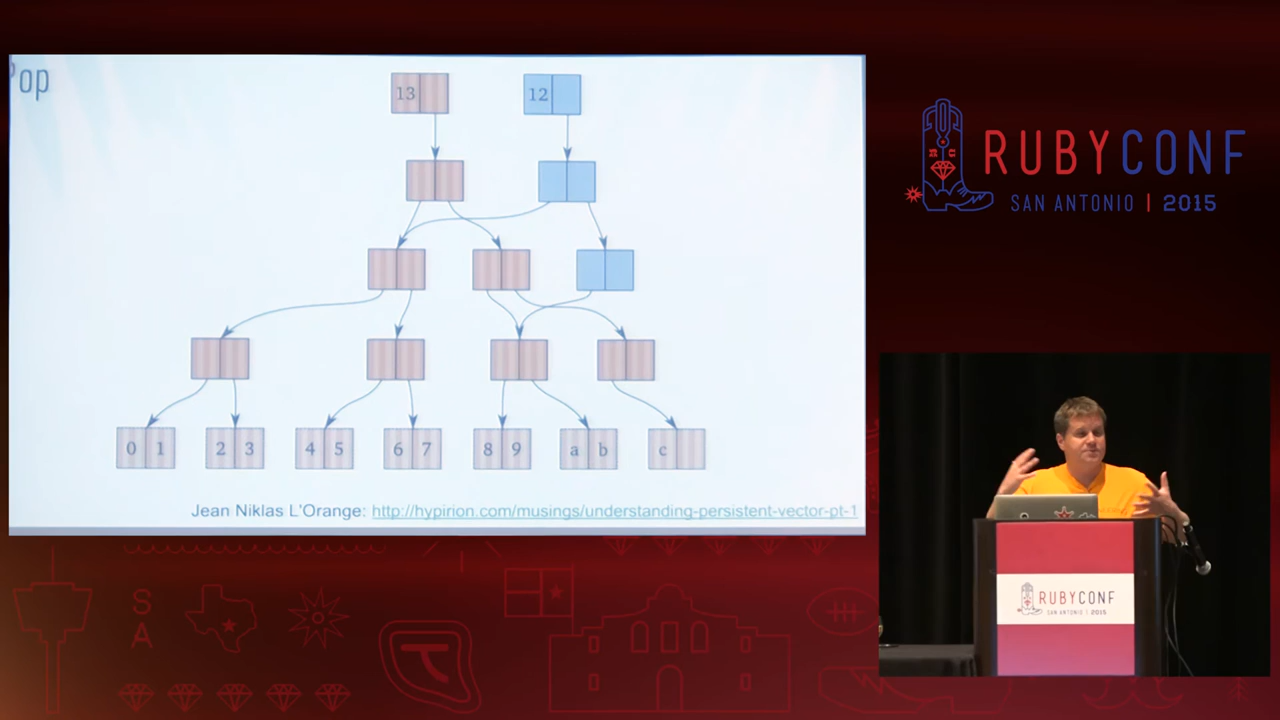 Pop
13 12
0 1 2 3 4 5 6 7 8 9 a b c
Jean Niklas L'Orange: http://hypirion.com/musings/understanding-persistent-vector-pt-1
RUBYCONF
SAN ANTONIO | 2015
RUBYCONF
SAN ANTONIO | 2015
S
A